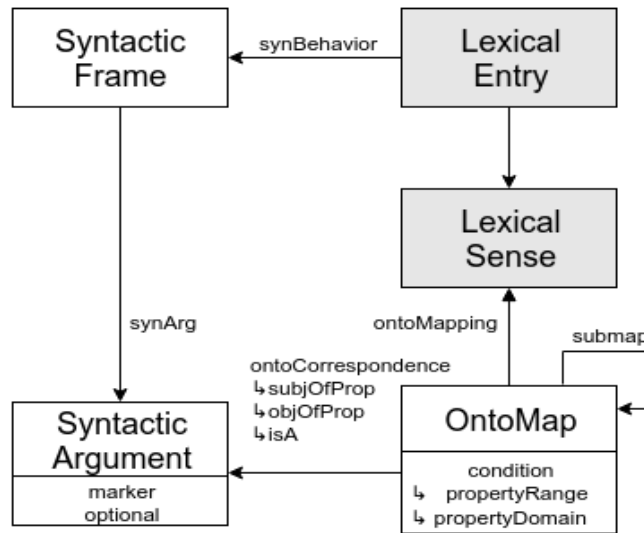 Syntactic
Frame
synBehavior
Lexical
Entry
Lexical
Sense
synArg
ontoMapping
submap
ontoCorrespondence
↳subjOfProp
↳objOfProp
↳isA
Syntactic
Argument
marker
optional
OntoMap
condition
↳ propertyRange
↳ propertyDomain